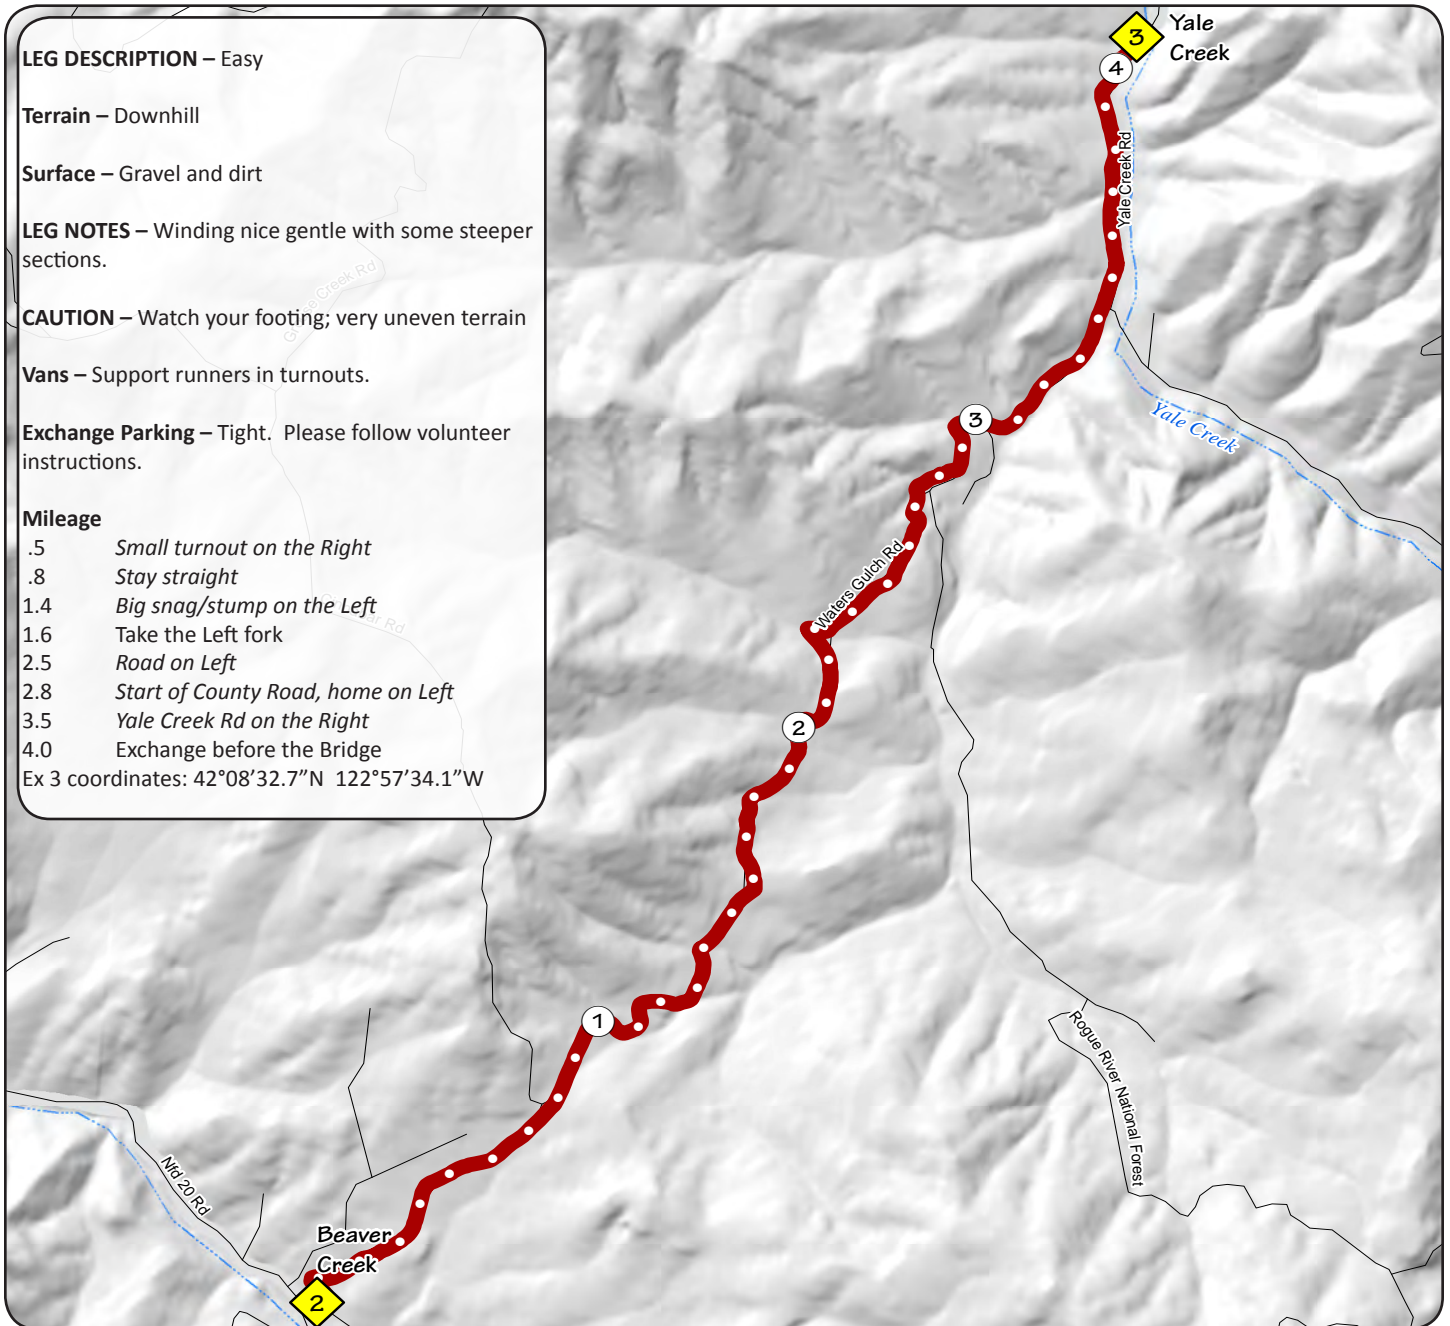 LEG DESCRIPTION – Easy
Terrain – Downhill
Surface – Gravel and dirt
LEG NOTES – Winding nice gentle with some steeper
sections.
CAUTION – Watch your footing; very uneven terrain
Vans – Support runners in turnouts.
Exchange Parking – Tight.  Please follow volunteer
instructions.
Mileage
.5 Small turnout on the Right
.8 Stay straight
1.4 Big snag/stump on the Left
1.6 Take the Left fork
2.5 Road on Left
2.8 Start of County Road, home on Left
3.5 Yale Creek Rd on the Right
4.0 Exchange before the Bridge
Ex 3 coordinates: 42°08’32.7”N  122°57’34.1”W
3
Yale
Creek
4
Yale Creek Rd
Yale Creek
3
Waters Gulch Rd
2
1
Rogue River National Forest
Nfd 20 Rd
Beaver
Creek
2